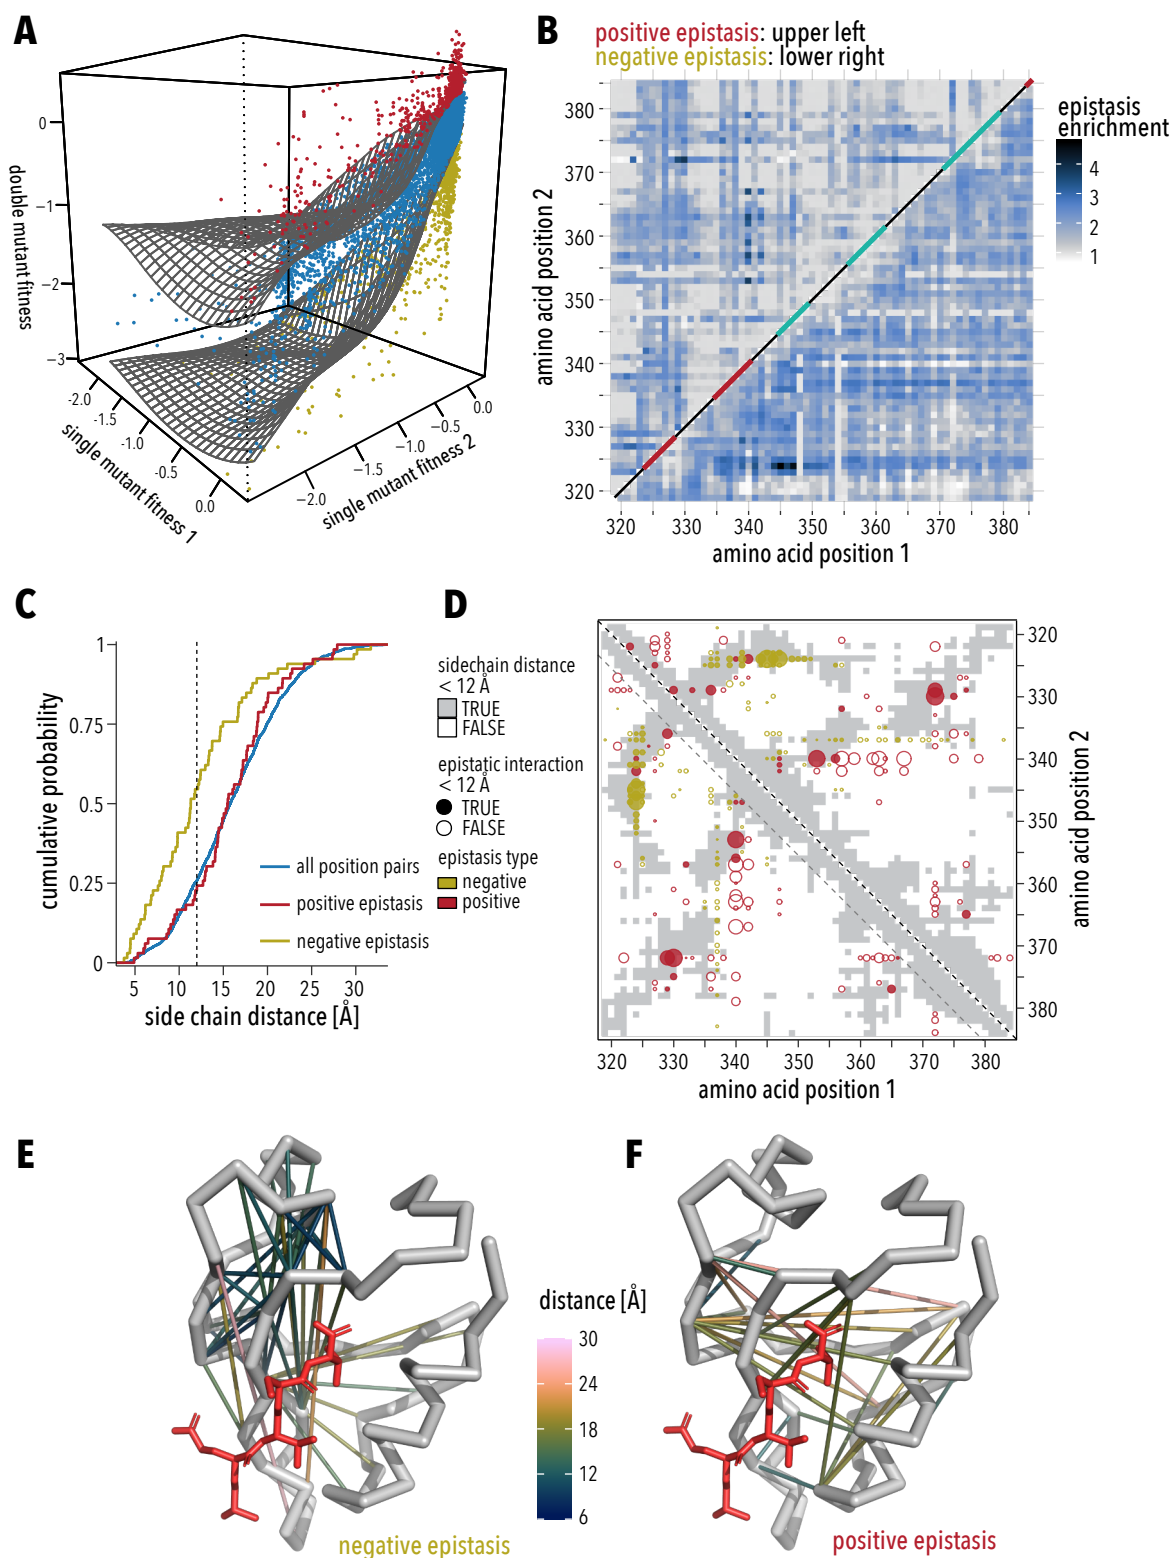 A
0
−1
−2
−3
double mutant fitness
-2.0
-1.5
-1.0
-0.5
0.0
single mutant fitness 1
−2.0
−1.5
−1.0
−0.5
0.0
single mutant fitness 2
B
positive epistasis: upper left
negative epistasis: lower right
380
370
360
350
340
330
320
amino acid position 2
320 330 340 350 360 370 380
amino acid position 1
epistasis
enrichment
4
3
2
1
C
1
0.75
0.5
0.25
0
cumulative probability
all position pairs
positive epistasis
negative epistasis
5 10 15 20 25 30
side chain distance [Å]
D
sidechain distance
< 12 Å
TRUE
FALSE
epistatic interaction
< 12 Å
TRUE
FALSE
epistasis type
negative
positive
320
330
340
350
360
370
380
amino acid position 2
320 330 340 350 360 370 380
amino acid position 1
E
negative epistasis
distance [Å]
30
24
18
12
6
F
positive epistasis